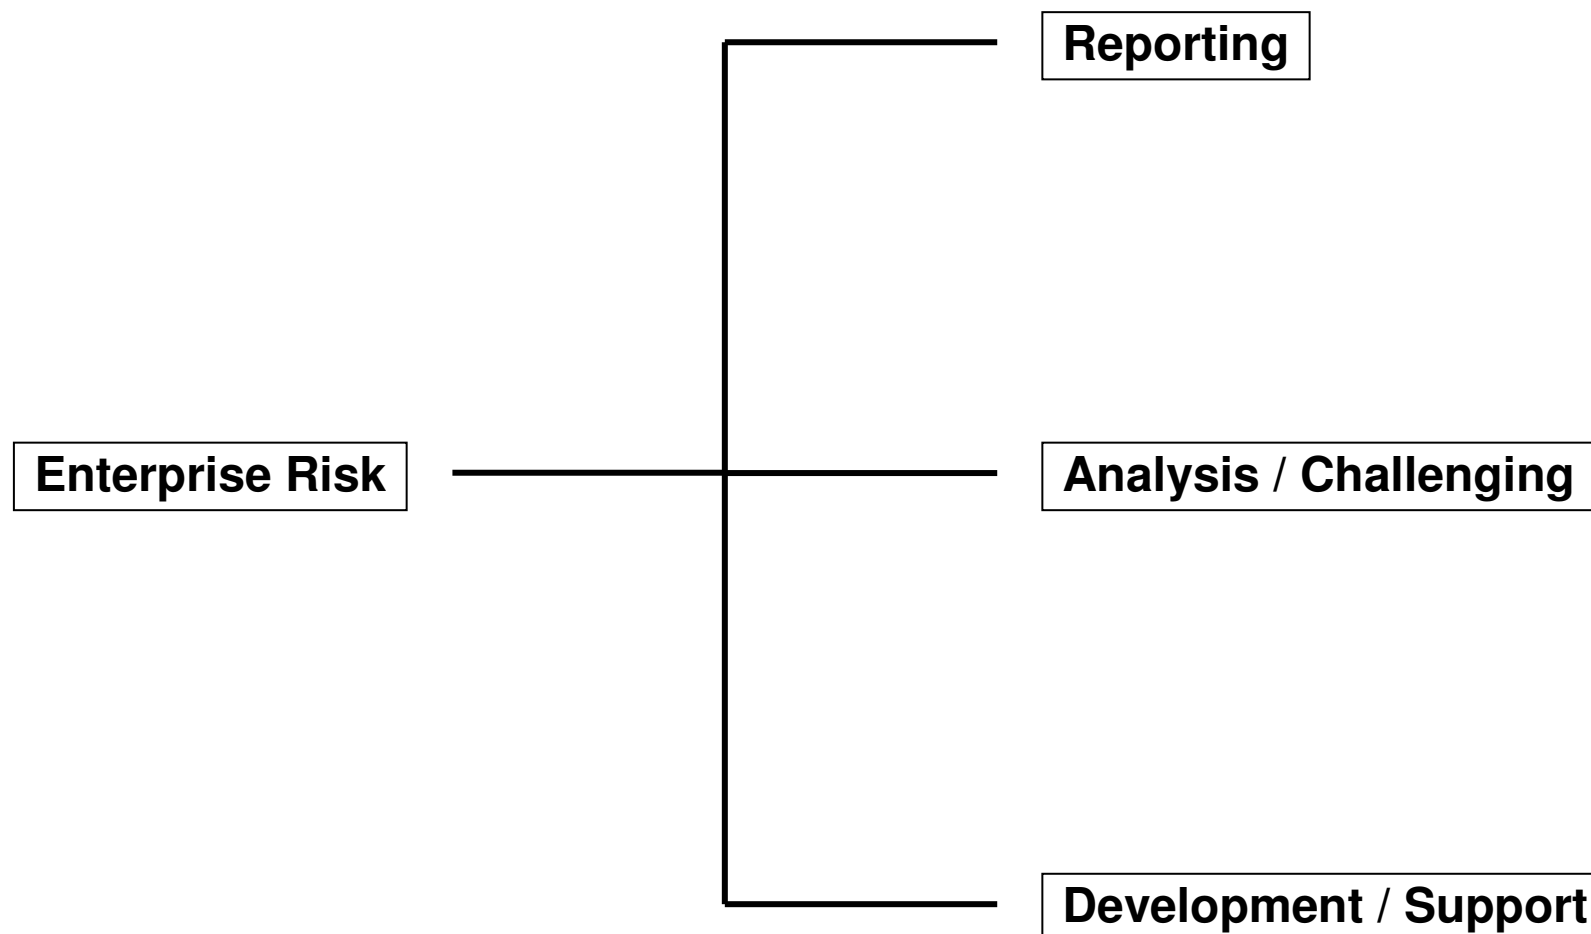 Reporting
Enterprise Risk
Analysis / Challenging
Development / Support